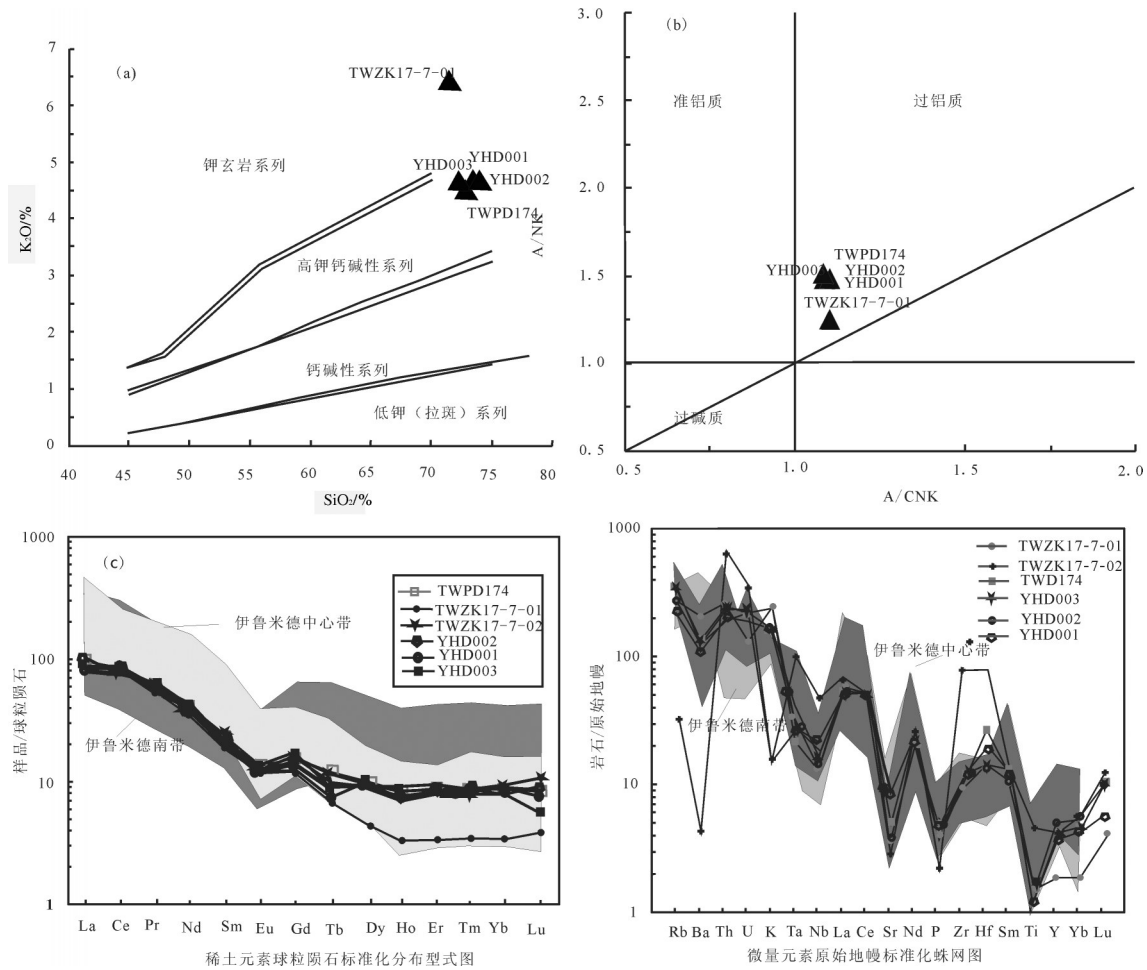 (a)
7
6
5
4
3
2
1
0
K₂O/%
TWZK17-7-01
钾玄岩系列
YHD001
YHD003
YHD002
TWPD174
高钾钙碱性系列
钙碱性系列
低钾（拉斑）系列
40
45
50
55
60
65
70
75
80
SiO₂/%
(b)
3.0
2.5
2.0
1.5
1.0
0.5
A/NK
准铝质
过铝质
TWPD174
YHD002
YHD001
TWZK17-7-01
过碱质
0.5
1.0
1.5
2.0
A/CNK
(c)
1000
100
10
1
样品/球粒陨石
伊鲁米德中心带
伊鲁米德南带
TWPD174
TWZK17-7-01
TWZK17-7-02
YHD002
YHD001
YHD003
La Ce Pr Nd Sm Eu Gd Tb Dy Ho Er Tm Yb Lu
稀土元素球粒陨石标准化分布型式图
1000
100
10
1
岩石/原始地幔
TWZK17-7-01
TWZK17-7-02
TWD174
YHD003
YHD002
YHD001
伊鲁米德中心带
伊鲁米德南带
Rb Ba Th U K Ta Nb La Ce Sr Nd P Zr Hf Sm Ti Y Yb Lu
微量元素原始地幔标准化蛛网图